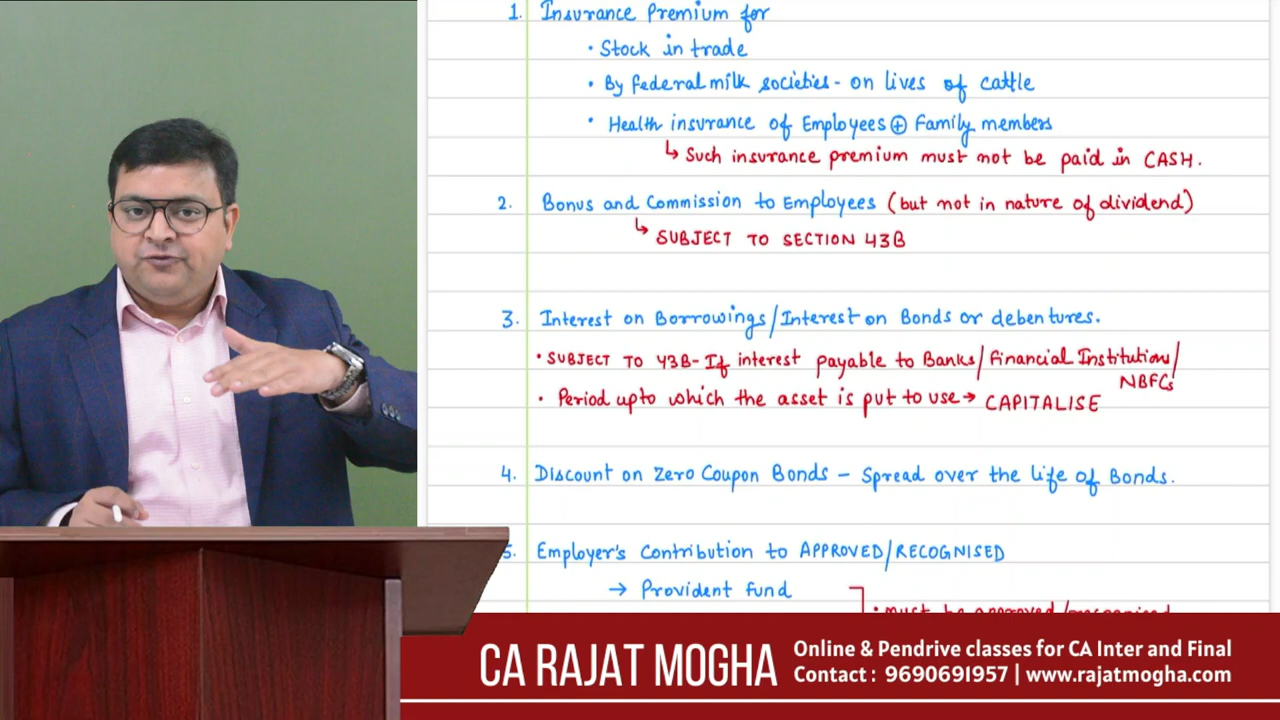 1. Insurance Premium for
• Stock in trade
• By federal milk societies - on lives of cattle
• Health insurance of Employees ⊕ Family members
↳ Such insurance premium must not be paid in CASH.
2. Bonus and Commission to Employees (but not in nature of dividend)
↳ SUBJECT TO SECTION 43B
3. Interest on Borrowings/Interest on Bonds or debentures.
• SUBJECT TO 43B- If interest payable to Banks/Financial Institution/
NBFCs
• Period upto which the asset is put to use → CAPITALISE
4. Discount on Zero Coupon Bonds – Spread over the life of Bonds.
5. Employer's Contribution to APPROVED/RECOGNISED
→ Provident fund
• must be approved/recognised
CA RAJAT MOGHA
Online & Pendrive classes for CA Inter and Final
Contact : 9690691957 | www.rajatmogha.com